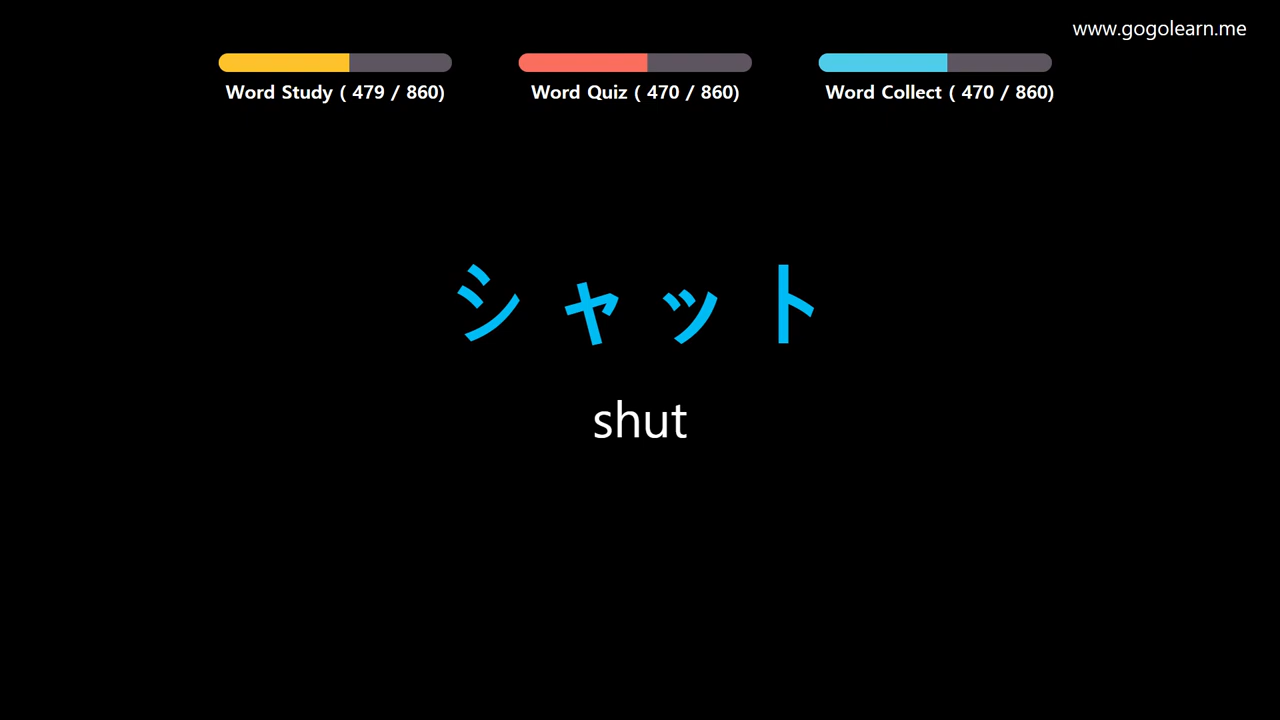 www.gogolearn.me
Word Study ( 479 / 860)
Word Quiz ( 470 / 860)
Word Collect ( 470 / 860)
シャット
shut